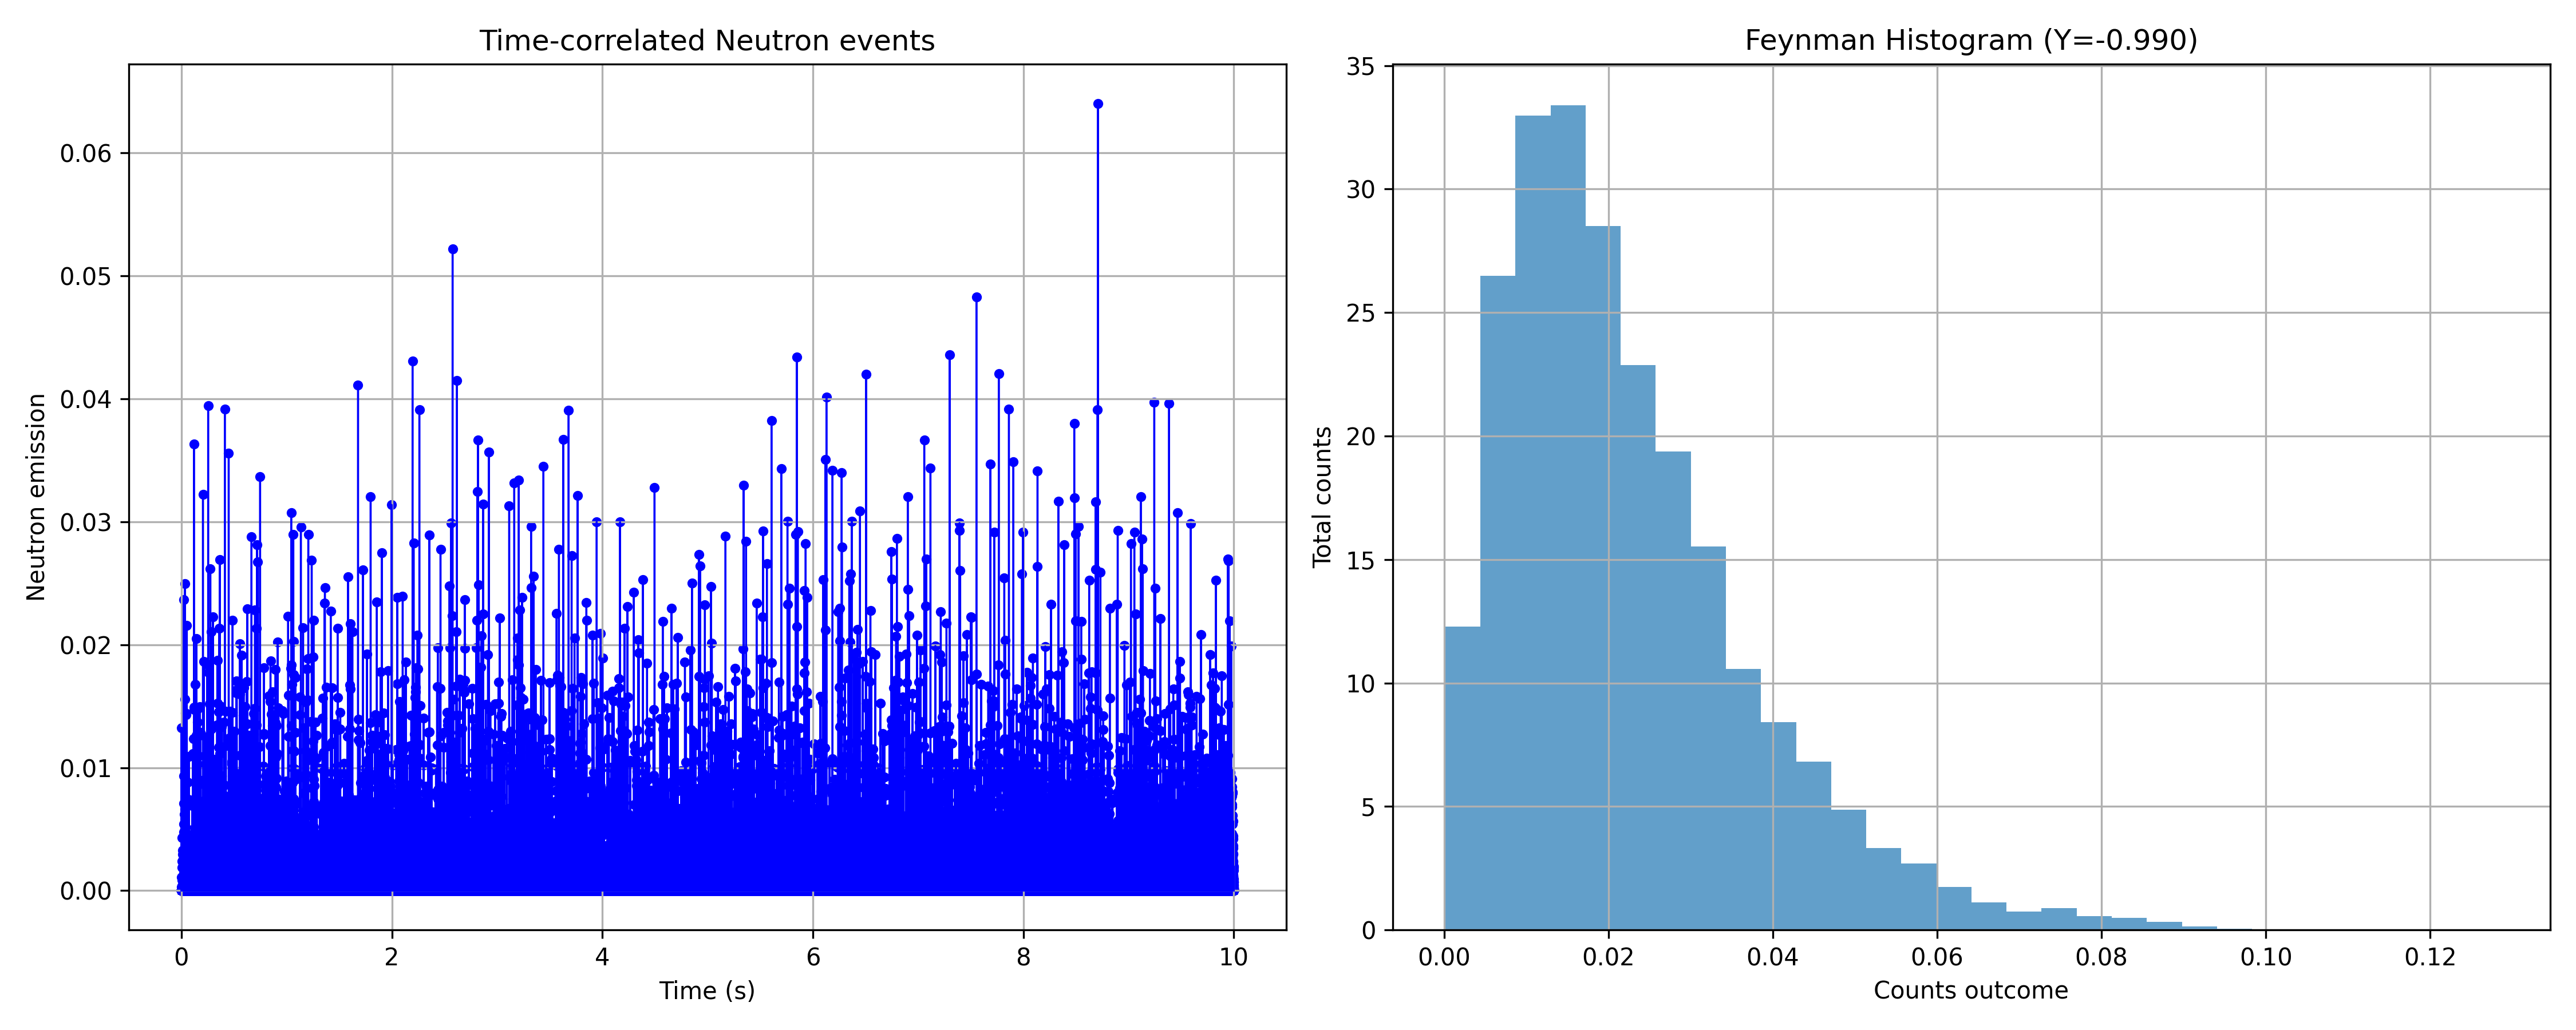 Time-correlated Neutron events
Neutron emission
0.06
0.05
0.04
0.03
0.02
0.01
0.00
0 2 4 6 8 10
Time (s)
Feynman Histogram (Y=-0.990)
Total counts
35
30
25
20
15
10
5
0
0.00 0.02 0.04 0.06 0.08 0.10 0.12
Counts outcome